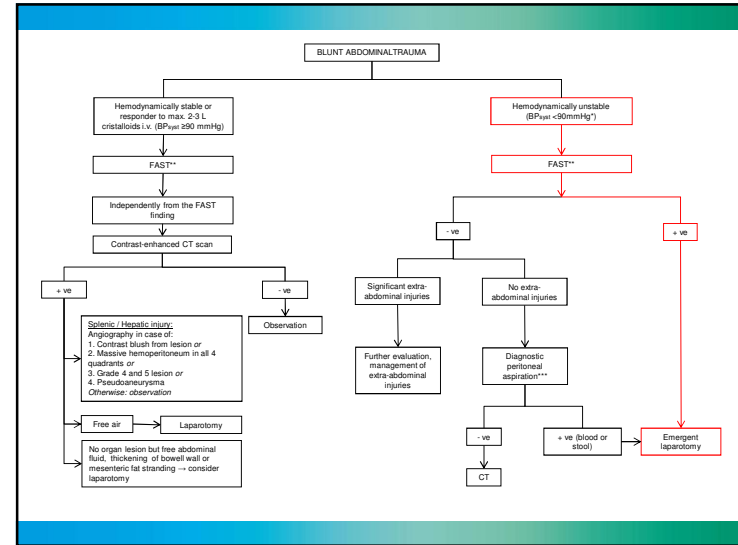 BLUNT ABDOMINALTRAUMA
Hemodynamically stable or
responder to max. 2-3 L
cristalloids i.v. (BPsyst ≥90 mmHg)
Hemodynamically unstable
(BPsyst <90mmHg*)
FAST**
FAST**
Independently from the FAST
finding
Contrast-enhanced CT scan
- ve
+ ve
+ ve
- ve
Significant extra-
abdominal injuries
No extra-
abdominal injuries
Splenic / Hepatic injury:
Angiography in case of:
1. Contrast blush from lesion or
2. Massive hemoperitoneum in all 4
quadrants or
3. Grade 4 and 5 lesion or
4. Pseudoaneurysma
Otherwise: observation
Observation
Further evaluation,
management of
extra-abdominal
injuries
Diagnostic
peritoneal
aspiration***
Free air
Laparotomy
- ve
+ ve (blood or
stool)
Emergent
laparotomy
No organ lesion but free abdominal
fluid, thickening of bowell wall or
mesenteric fat stranding → consider
laparotomy
CT